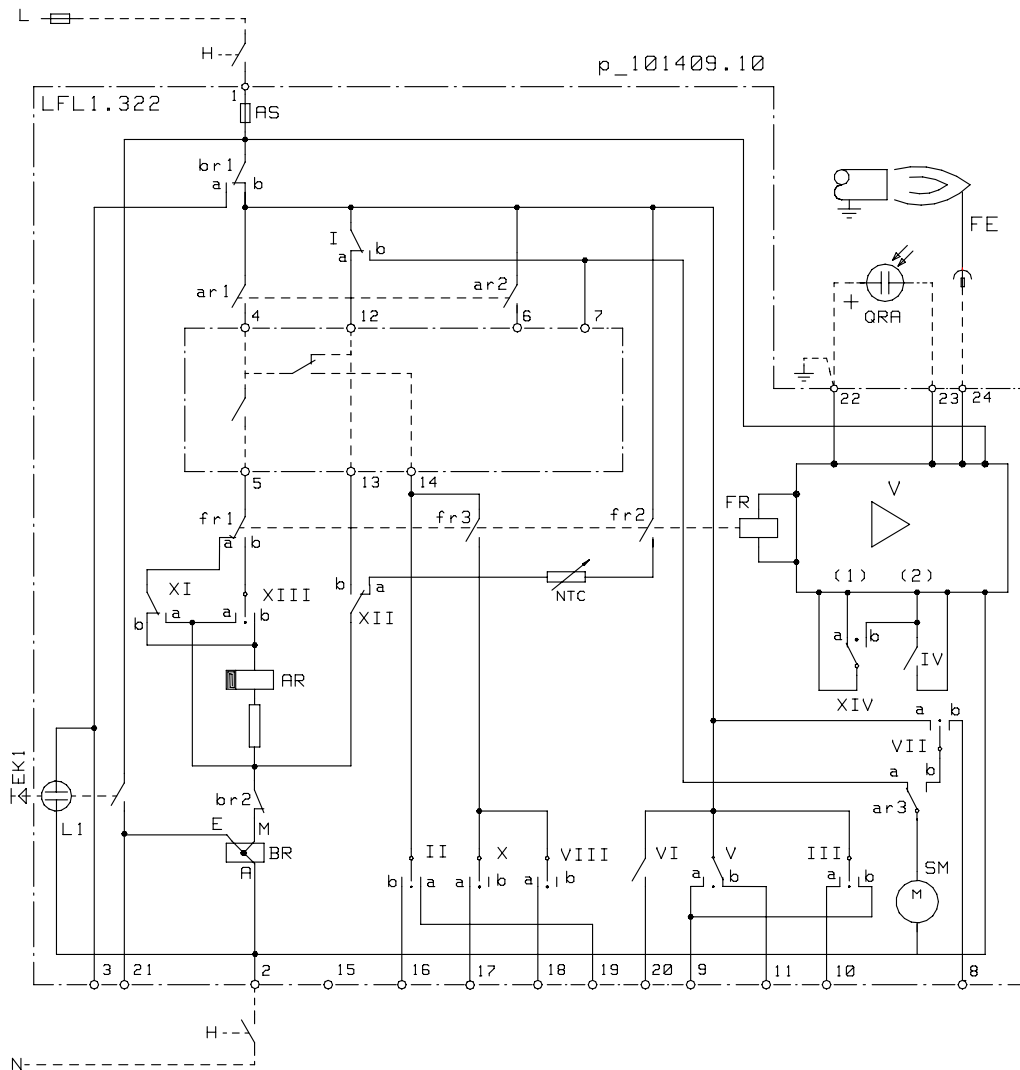 L
H
p_101409.10
LFL1.322
1
AS
br1
a b
I
a b
FE
ar1
ar2
4 12 6 7
+
QRA
22 23 24
5 13 14
V
FR
fr1
fr3
fr2
a b
XI
XIII
b a
NTC
(1) (2)
b a a b
XII
a b
IV
AR
XIV
a b
VII
EK1
a b
br2
ar3
L1
E M
BR
A
II X VIII VI V III
SM
b a a b a b a b a b
M
3 21 2 15 16 17 18 19 20 9 11 10 8
H
N